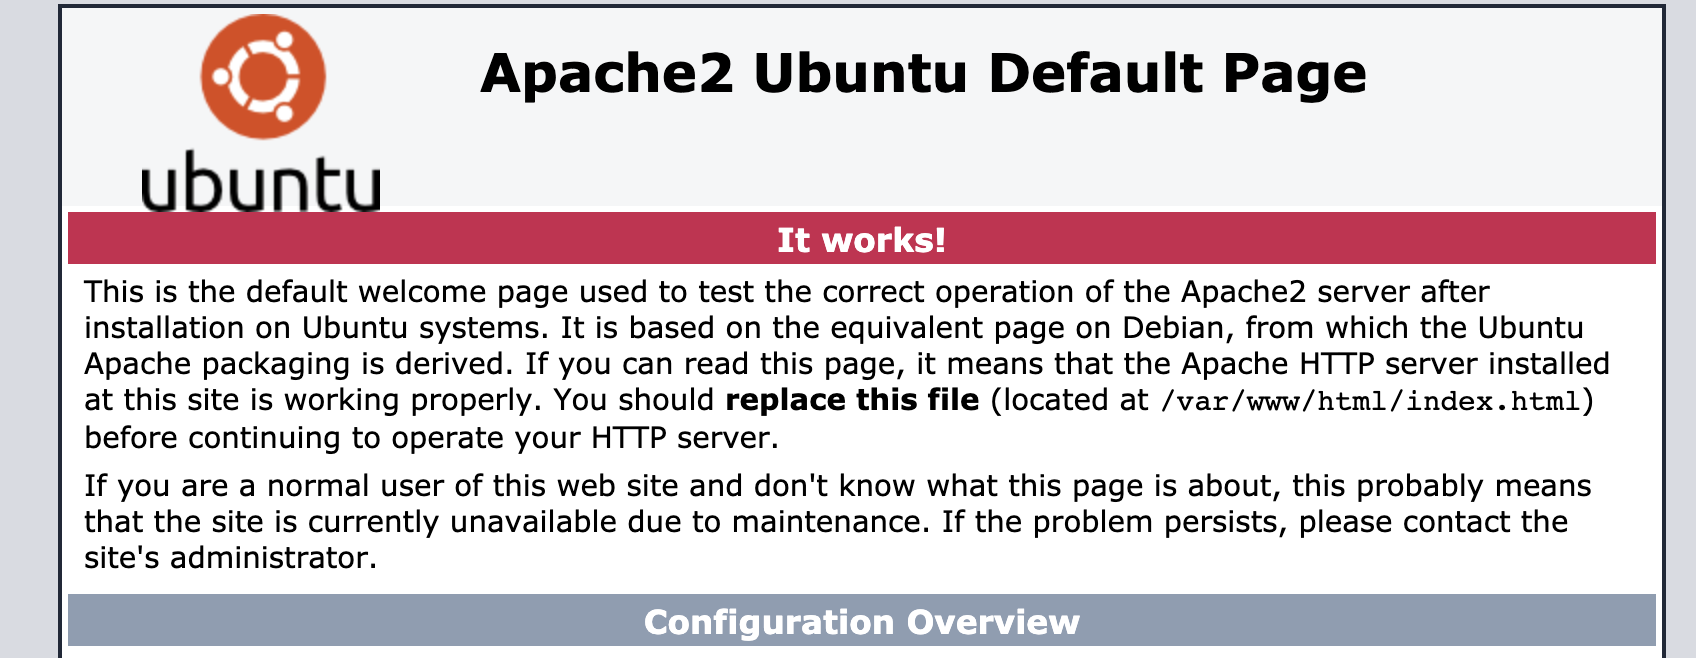 ubuntu
Apache2 Ubuntu Default Page
It works!
This is the default welcome page used to test the correct operation of the Apache2 server after
installation on Ubuntu systems. It is based on the equivalent page on Debian, from which the Ubuntu
Apache packaging is derived. If you can read this page, it means that the Apache HTTP server installed
at this site is working properly. You should replace this file (located at /var/www/html/index.html)
before continuing to operate your HTTP server.
If you are a normal user of this web site and don't know what this page is about, this probably means
that the site is currently unavailable due to maintenance. If the problem persists, please contact the
site's administrator.
Configuration Overview